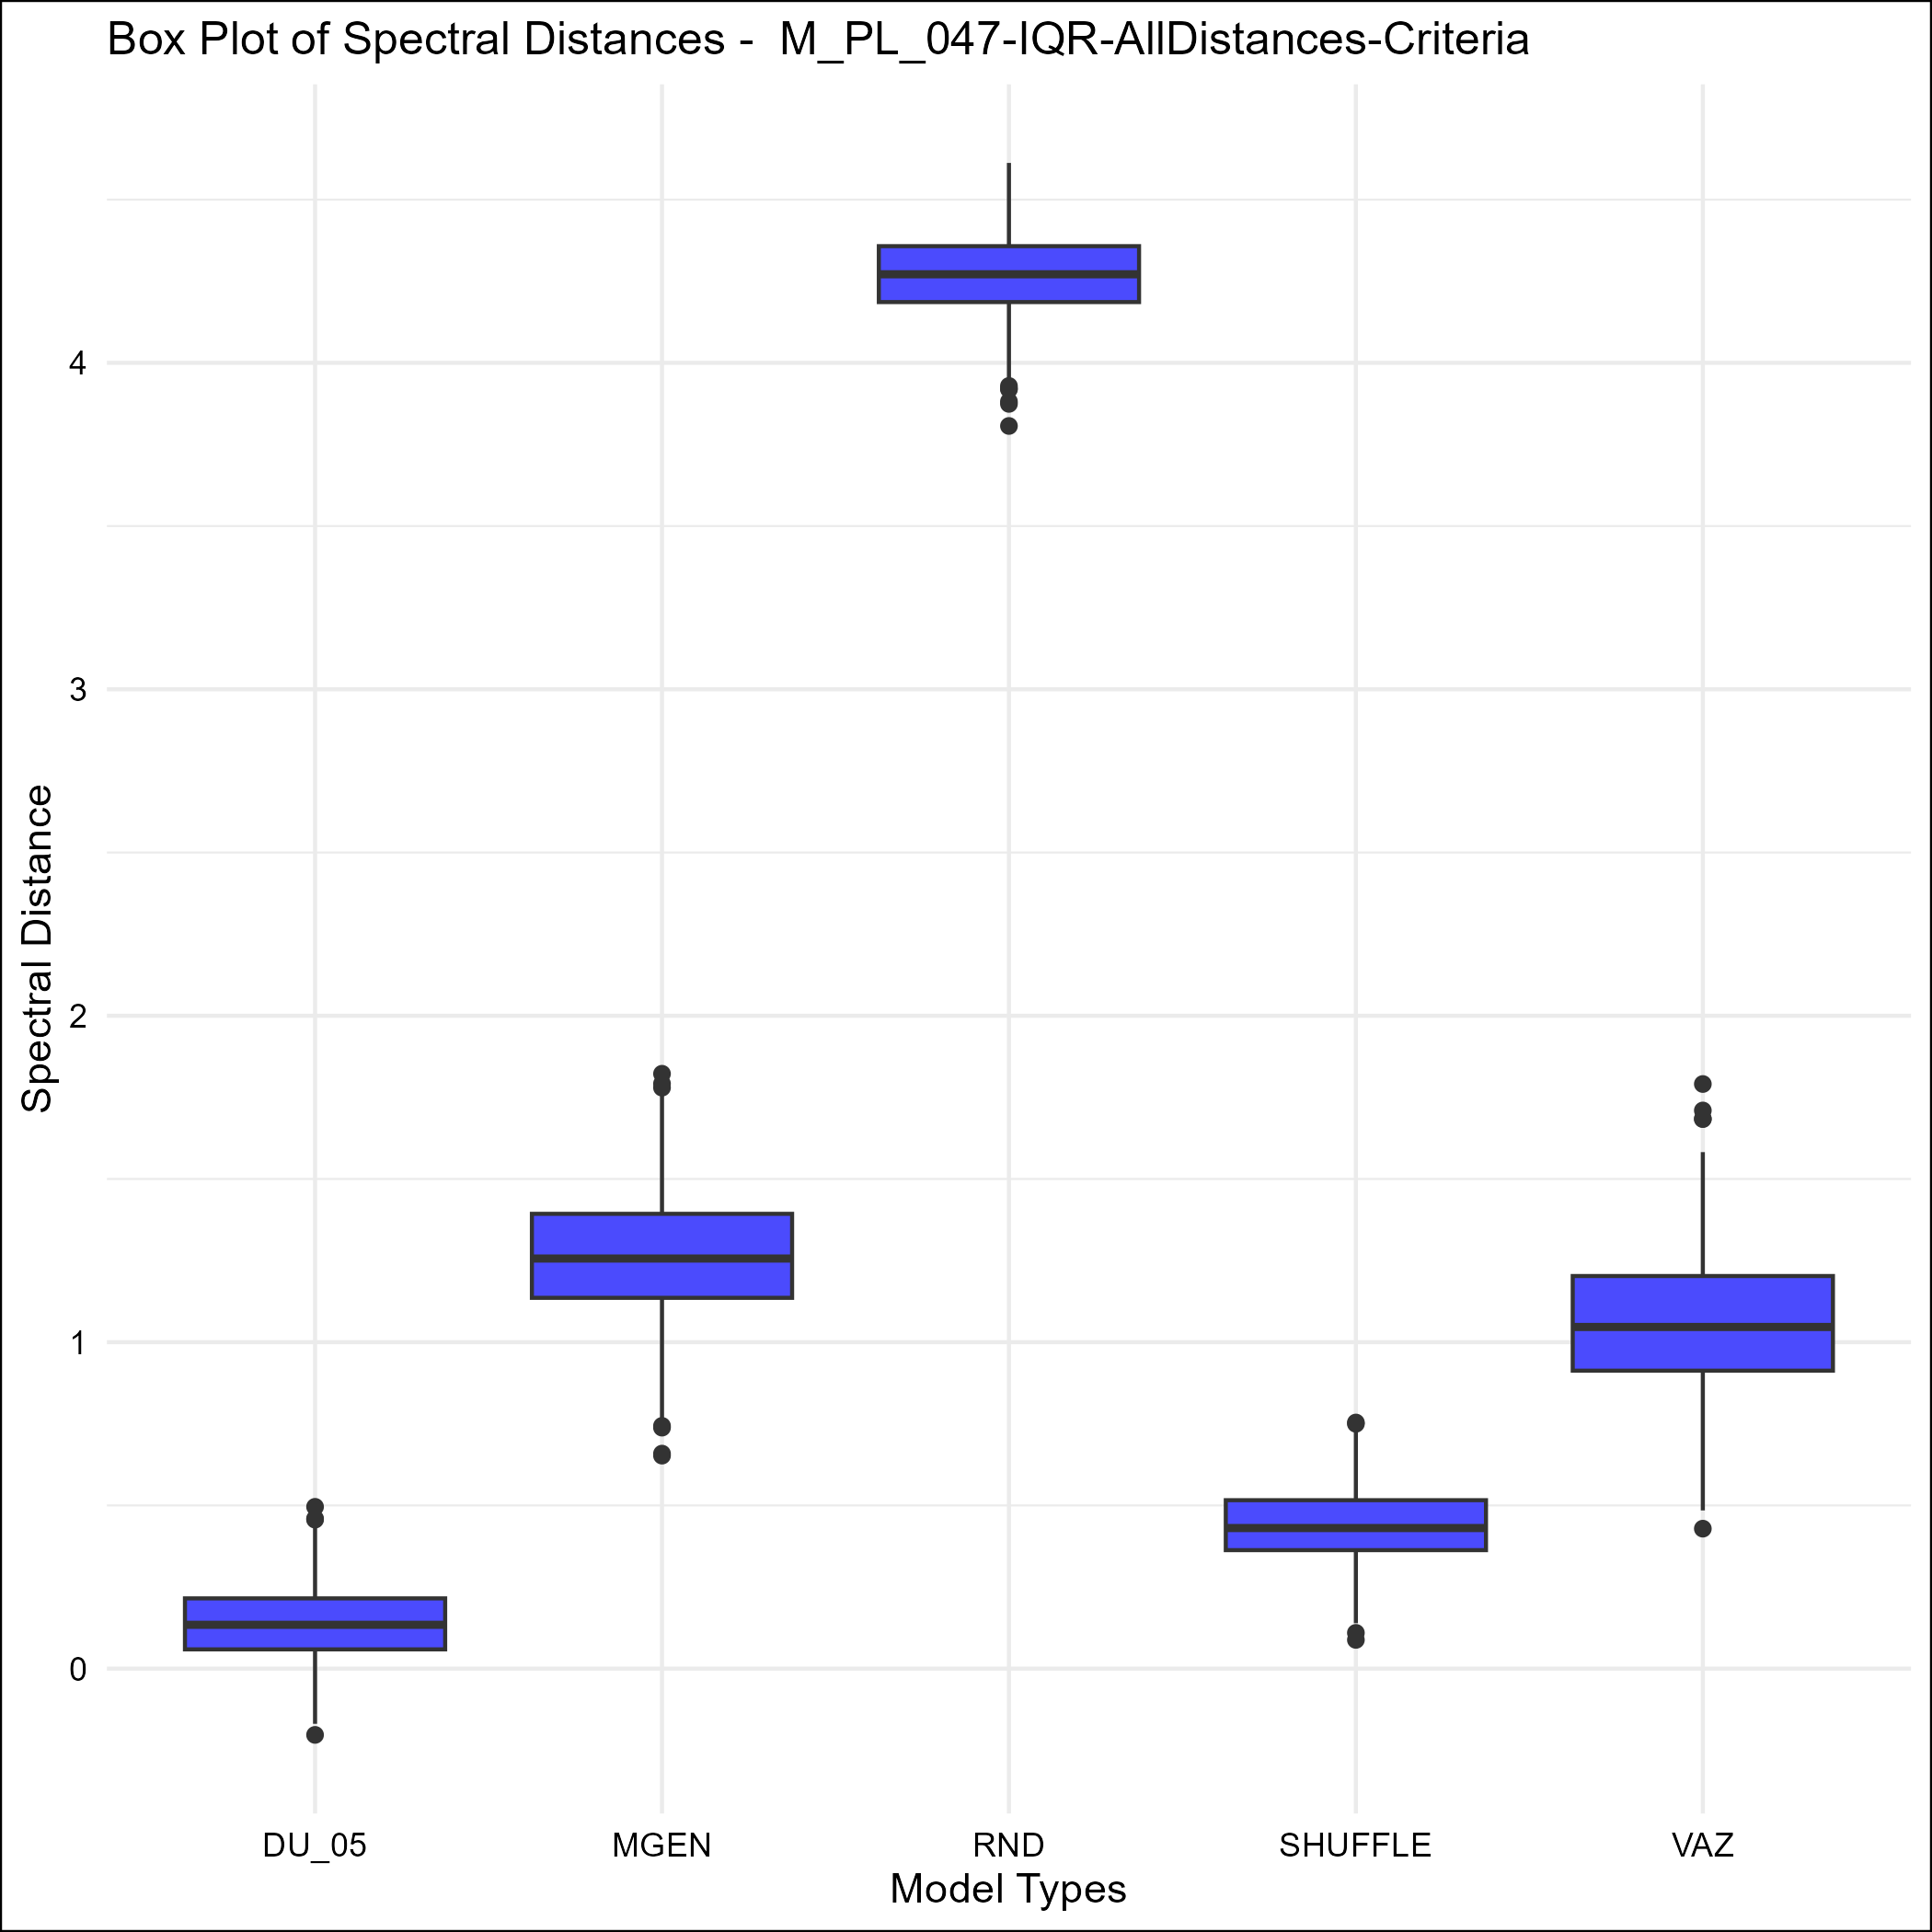 Box Plot of Spectral Distances -  M_PL_047-IQR-AllDistances-Criteria
Spectral Distance
4
3
2
1
0
DU_05 MGEN RND SHUFFLE VAZ
Model Types